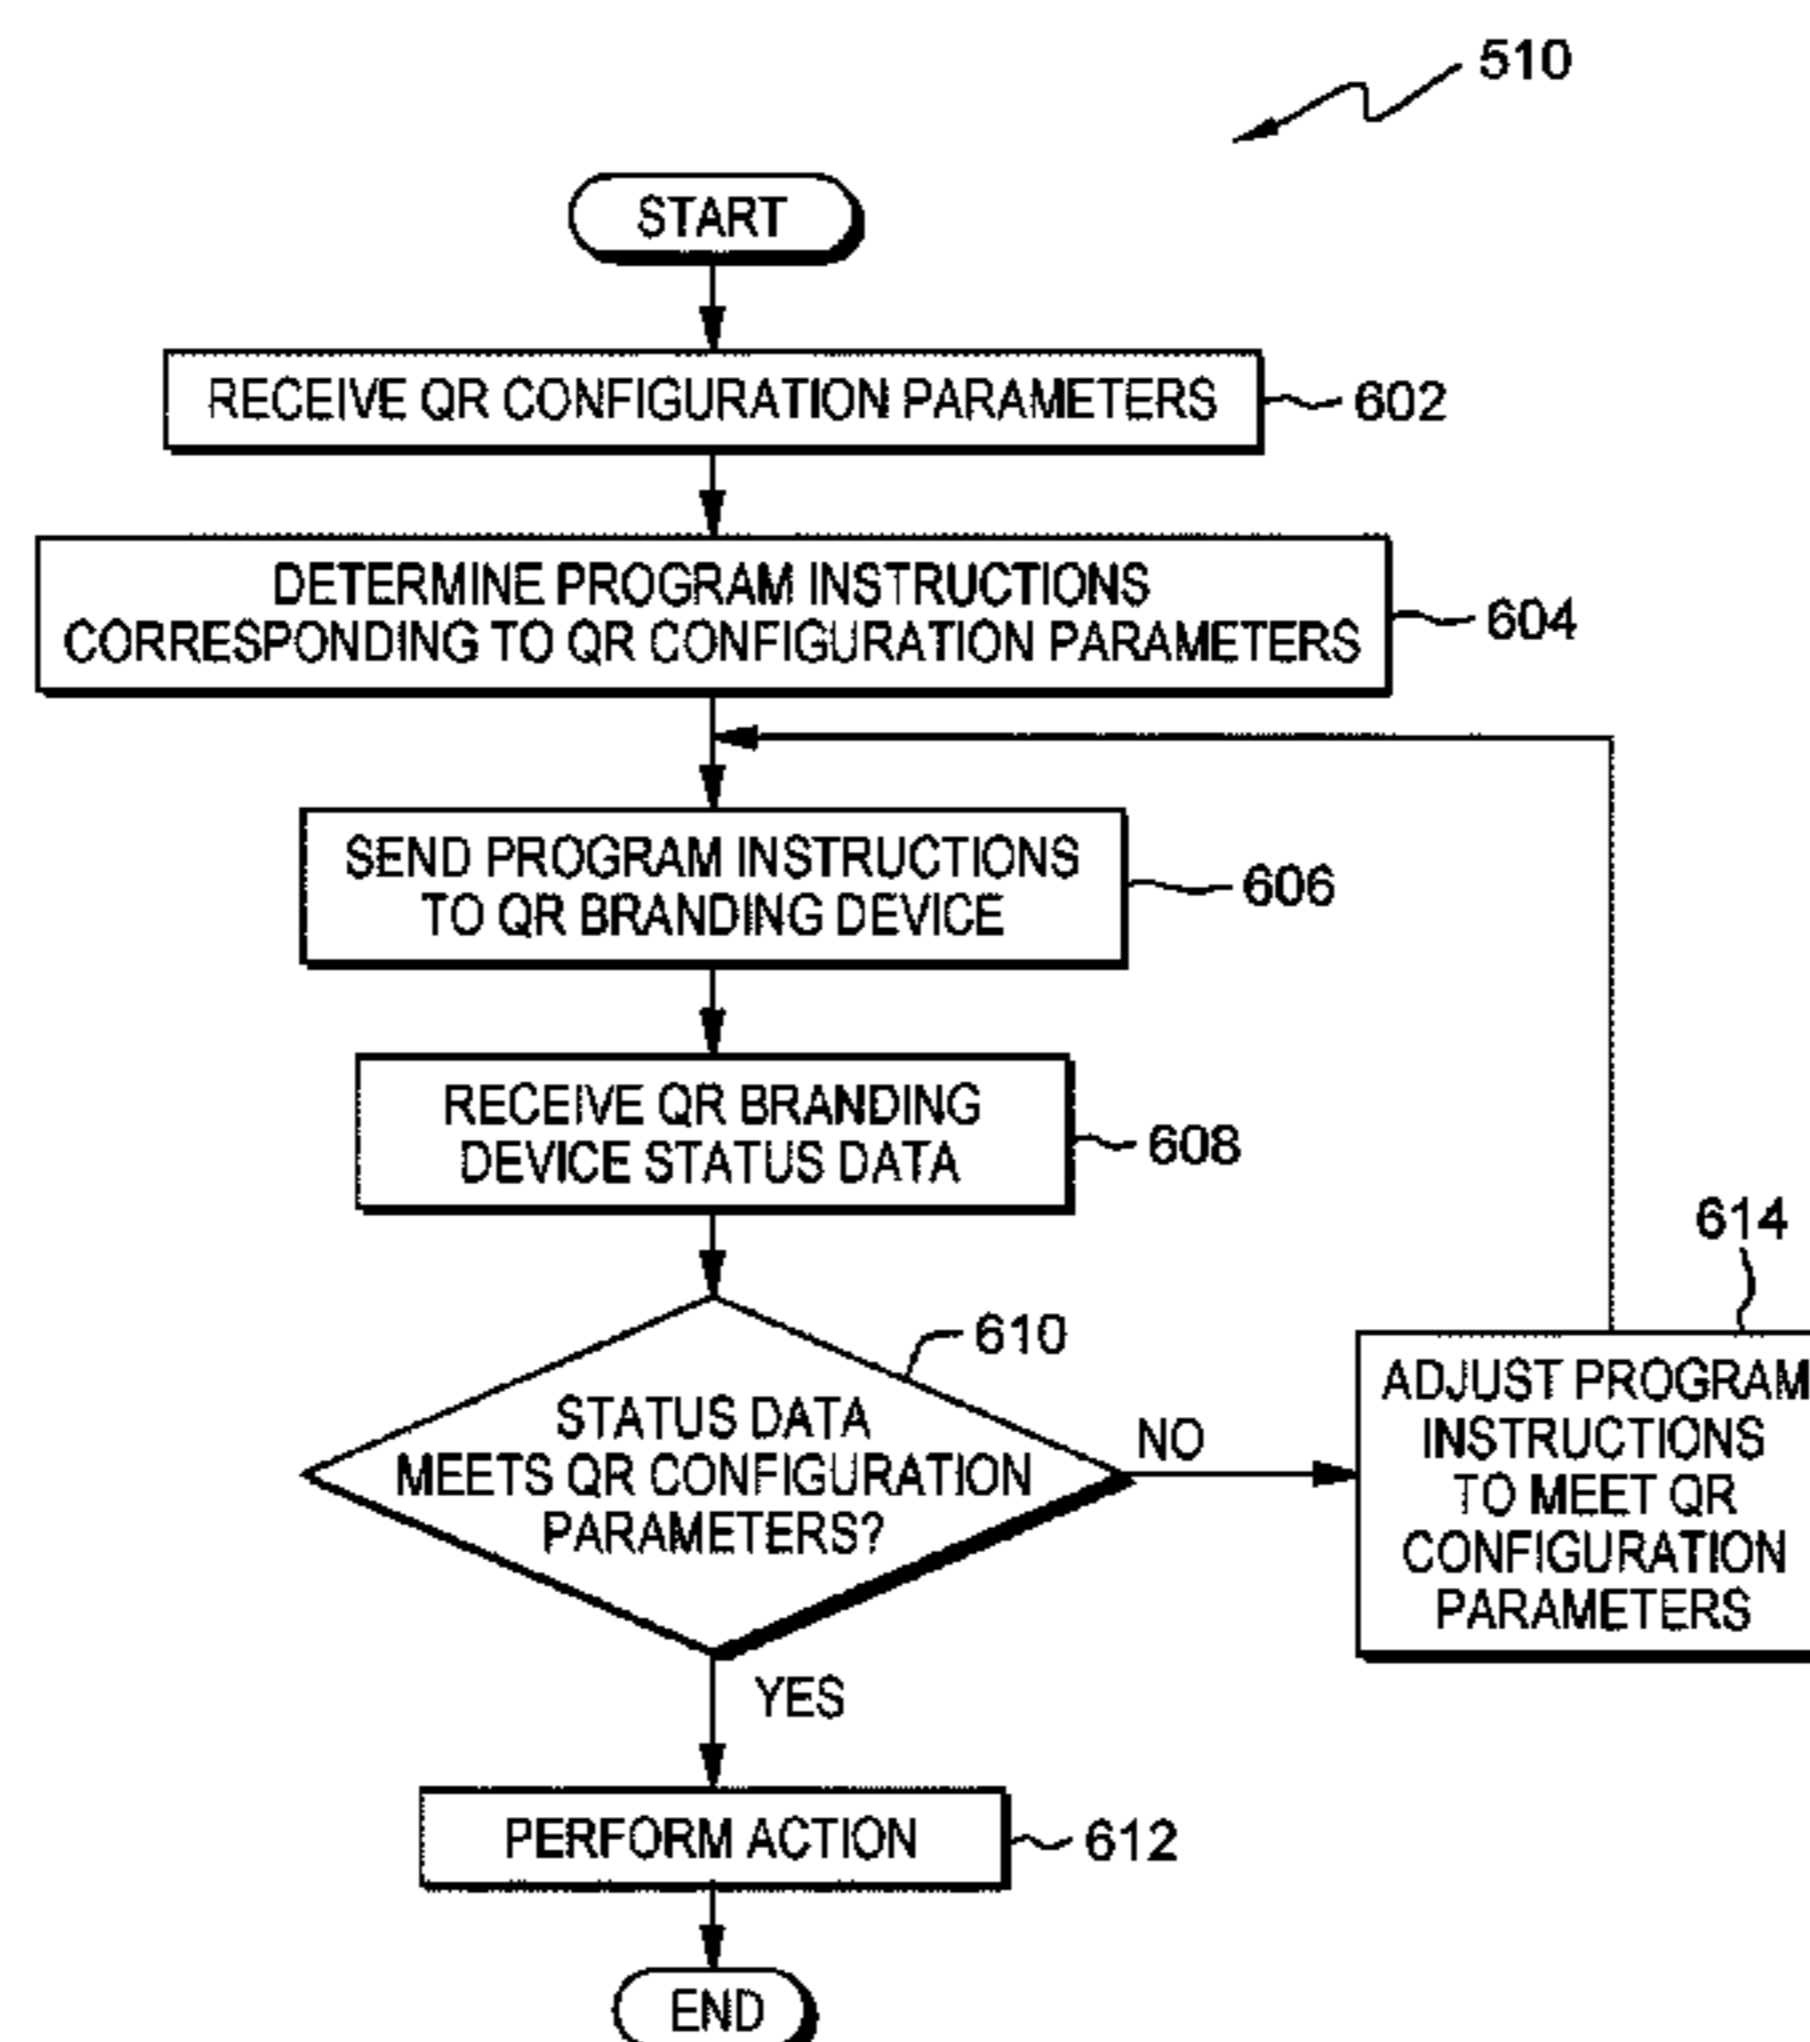 510
START
RECEIVE QR CONFIGURATION PARAMETERS
602
DETERMINE PROGRAM INSTRUCTIONS
CORRESPONDING TO QR CONFIGURATION PARAMETERS
604
SEND PROGRAM INSTRUCTIONS
TO QR BRANDING DEVICE
606
RECEIVE QR BRANDING
DEVICE STATUS DATA
608
610
STATUS DATA
MEETS QR CONFIGURATION
PARAMETERS?
NO
614
ADJUST PROGRAM
INSTRUCTIONS
TO MEET QR
CONFIGURATION
PARAMETERS
YES
PERFORM ACTION
612
END